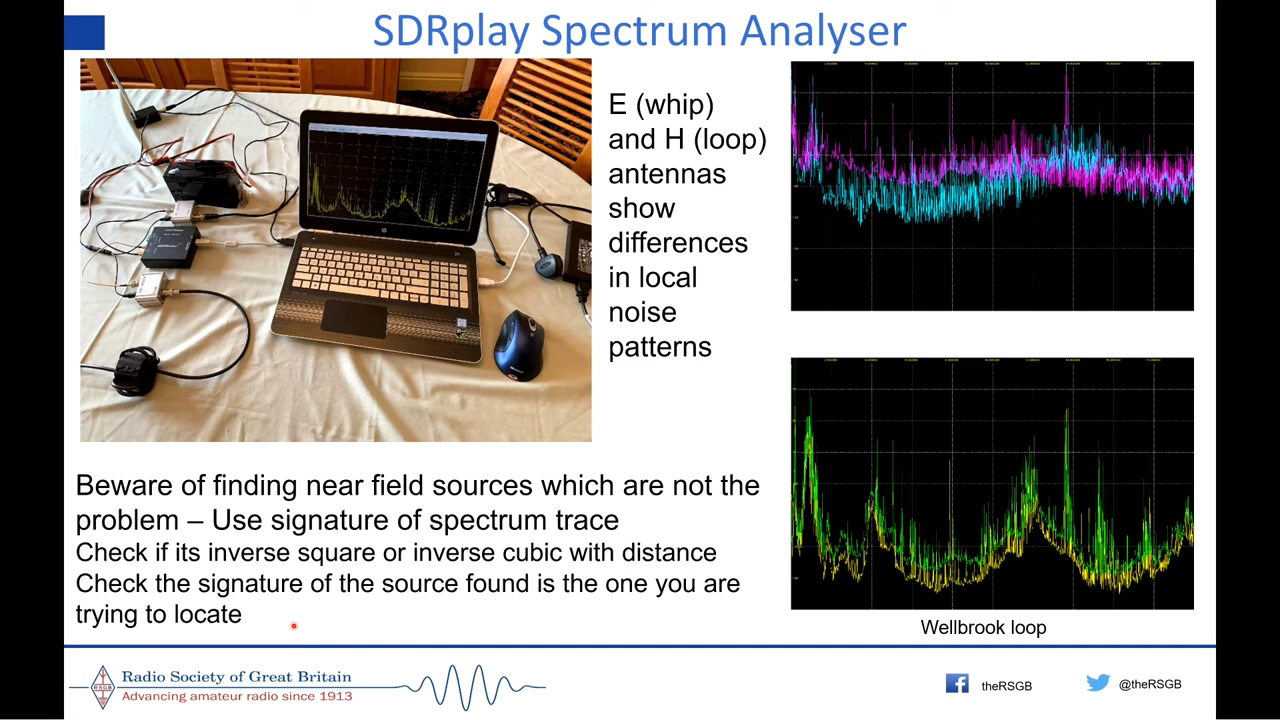 SDRplay Spectrum Analyser
E (whip)
and H (loop)
antennas
show
differences
in local
noise
patterns
Beware of finding near field sources which are not the
problem – Use signature of spectrum trace
Check if its inverse square or inverse cubic with distance
Check the signature of the source found is the one you are
trying to locate
Wellbrook loop
RSGB
Radio Society of Great Britain
Advancing amateur radio since 1913
theRSGB
@theRSGB